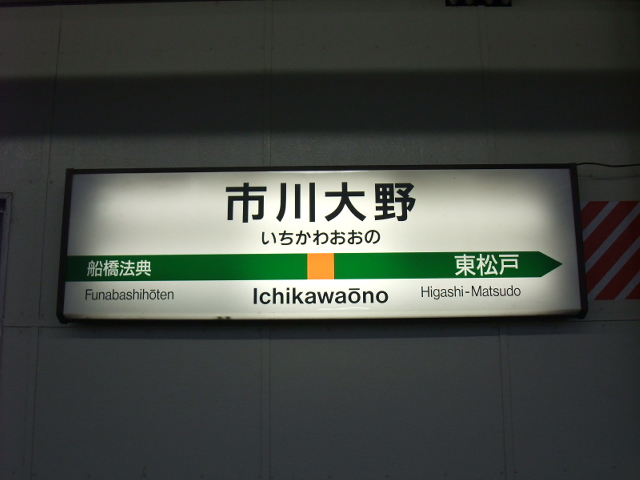 市川大野
いちかわおおの
船橋法典 東松戸
Funabashihōten Ichikawaōno Higashi-Matsudo